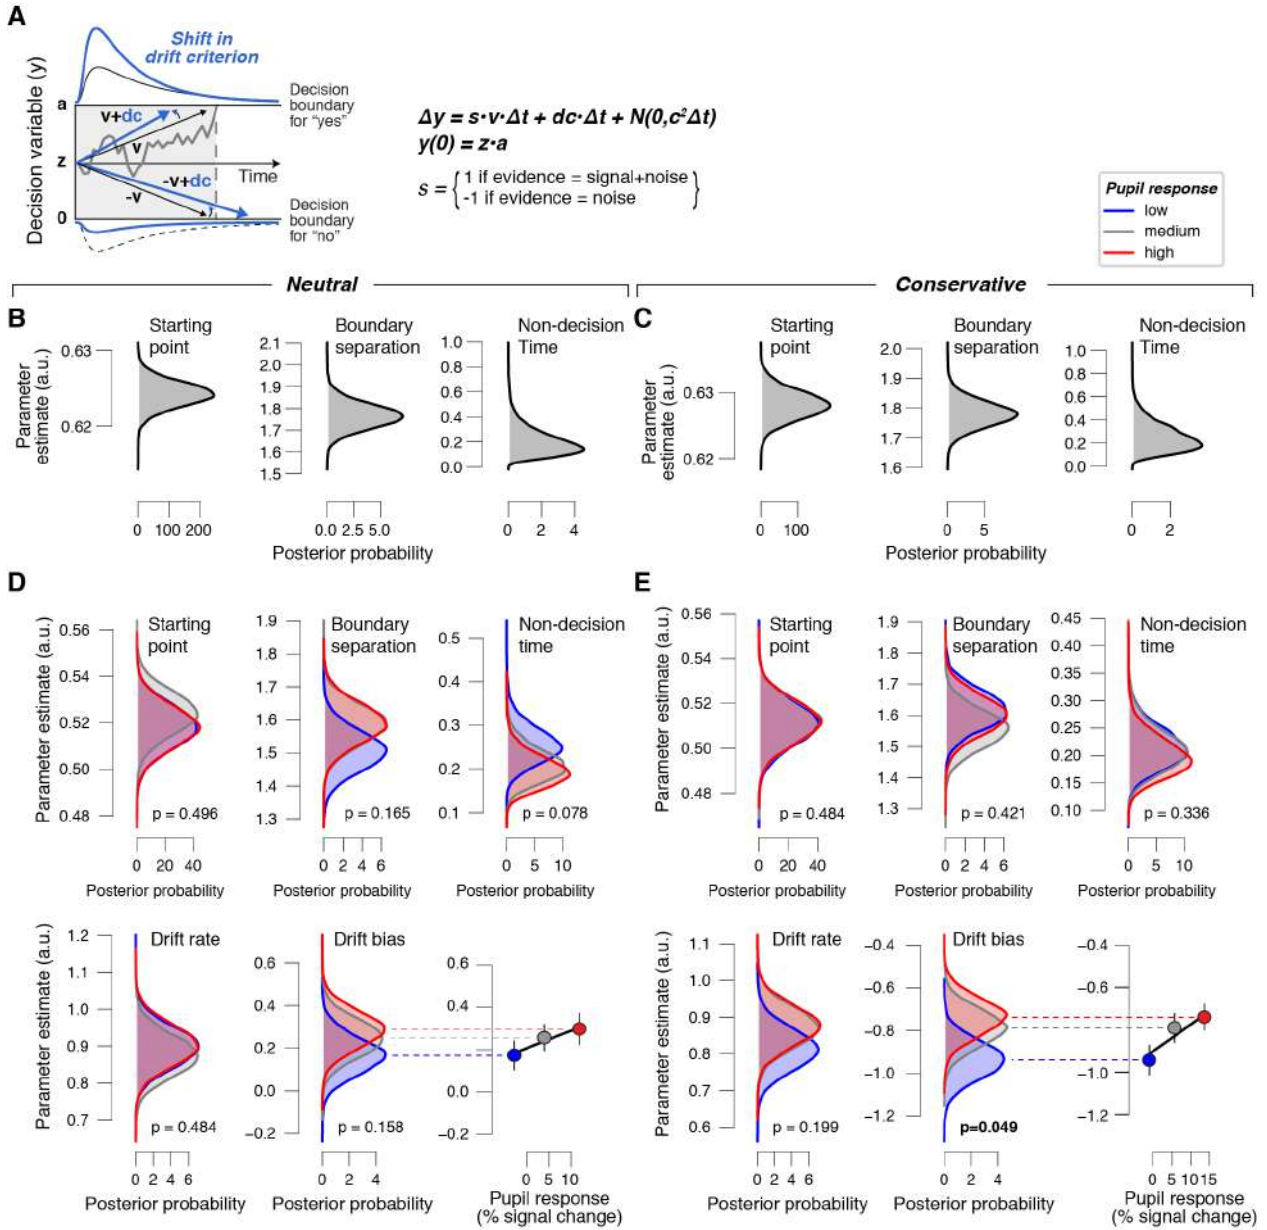 A
Shift in
drift criterion
Decision variable (y)
a
z
0
v+dc
v
-v+dc
-v
Time
Decision
boundary
for "yes"
Decision
boundary
for "no"
Δy = s•v•Δt + dc•Δt + N(0,c²Δt)
y(0) = z•a
s = { 1 if evidence = signal+noise
-1 if evidence = noise }
Pupil response
low
medium
high
Neutral
Conservative
B
Parameter
estimate (a.u.)
Starting
point
0.63
0.62
0 100 200
Boundary
separation
2.1
2.0
1.9
1.8
1.7
1.6
1.5
0.0 2.5 5.0
Non-decision
Time
1.0
0.8
0.6
0.4
0.2
0.0
0 2 4
Posterior probability
C
Parameter
estimate (a.u.)
Starting
point
0.63
0.62
0 100
Boundary
separation
2.0
1.9
1.8
1.7
1.6
0 5
Non-decision
Time
1.0
0.8
0.6
0.4
0.2
0.0
0 2
Posterior probability
D
Parameter estimate (a.u.)
Starting
point
0.56
0.54
0.52
0.50
0.48
p = 0.496
0 20 40
Posterior probability
Boundary
separation
1.9
1.8
1.7
1.6
1.5
1.4
1.3
p = 0.165
0 2 4 6
Posterior probability
Non-decision
time
0.5
0.3
0.2
0.1
p = 0.078
0 5 10
Posterior probability
Parameter estimate (a.u.)
Drift rate
1.2
1.1
1.0
0.9
0.8
0.7
p = 0.484
0 2 4 6
Posterior probability
Drift bias
0.6
0.4
0.2
0.0
−0.2
p = 0.158
0 2 4
Posterior probability
0.6
0.4
0.2
0.0
−0.2
0 5 10
Pupil response
(% signal change)
E
Parameter estimate (a.u.)
Starting
point
0.56
0.54
0.52
0.50
0.48
p = 0.484
0 20 40
Posterior probability
Boundary
separation
1.9
1.8
1.7
1.6
1.5
1.4
1.3
p = 0.421
0 2 4 6
Posterior probability
Non-decision
time
0.45
0.40
0.35
0.30
0.25
0.20
0.15
0.10
p = 0.336
0 5 10
Posterior probability
Parameter estimate (a.u.)
Drift rate
1.1
1.0
0.9
0.8
0.7
0.6
p = 0.199
0 2 4 6
Posterior probability
Drift bias
−0.4
−0.6
−0.8
−1.0
−1.2
p=0.049
0 2 4
Posterior probability
−0.4
−0.6
−0.8
−1.0
−1.2
0 5 10 15
Pupil response
(% signal change)